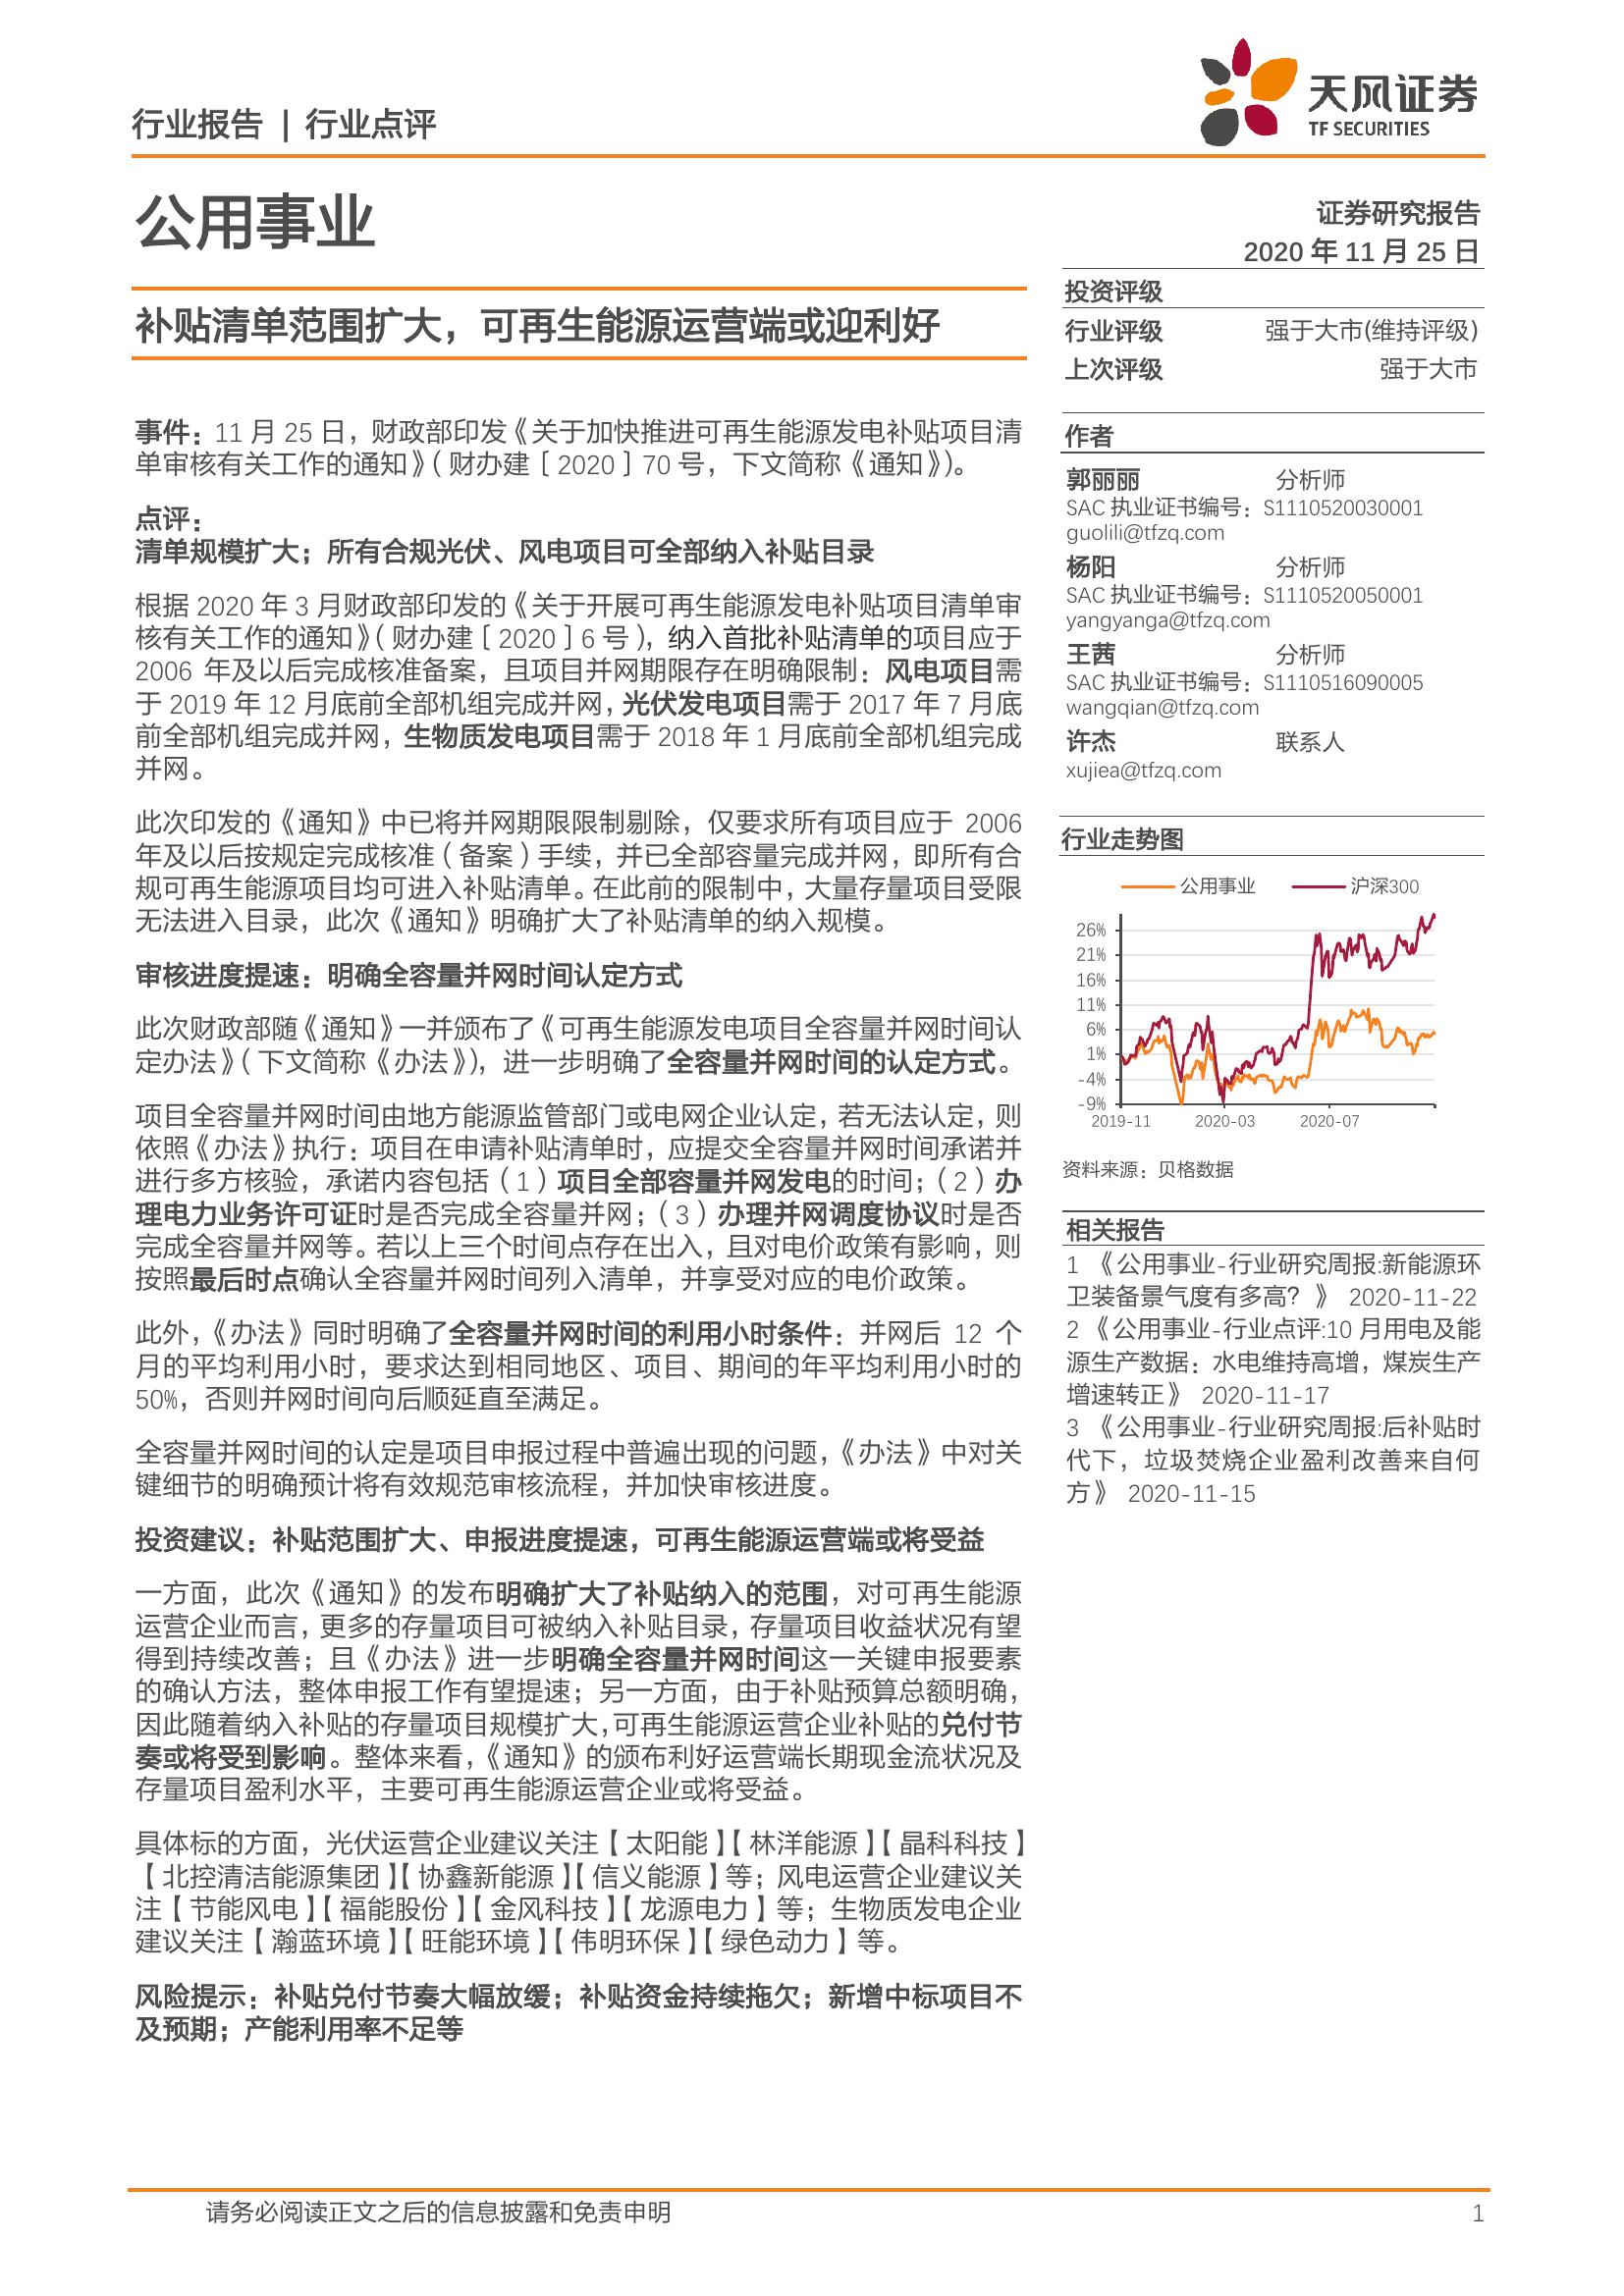 行业报告 | 行业点评
天风证券
TF SECURITIES
公用事业
证券研究报告
2020 年 11 月 25 日
补贴清单范围扩大，可再生能源运营端或迎利好
事件：11 月 25 日，财政部印发《关于加快推进可再生能源发电补贴项目清
单审核有关工作的通知》（财办建〔2020〕70 号，下文简称《通知》）。
点评：
清单规模扩大；所有合规光伏、风电项目可全部纳入补贴目录
根据 2020 年 3 月财政部印发的《关于开展可再生能源发电补贴项目清单审
核有关工作的通知》（财办建〔2020〕6 号），纳入首批补贴清单的项目应于
2006 年及以后完成核准备案，且项目并网期限存在明确限制：风电项目需
于 2019 年 12 月底前全部机组完成并网，光伏发电项目需于 2017 年 7 月底
前全部机组完成并网，生物质发电项目需于 2018 年 1 月底前全部机组完成
并网。
此次印发的《通知》中已将并网期限限制剔除，仅要求所有项目应于 2006
年及以后按规定完成核准（备案）手续，并已全部容量完成并网，即所有合
规可再生能源项目均可进入补贴清单。在此前的限制中，大量存量项目受限
无法进入目录，此次《通知》明确扩大了补贴清单的纳入规模。
审核进度提速：明确全容量并网时间认定方式
此次财政部随《通知》一并颁布了《可再生能源发电项目全容量并网时间认
定办法》（下文简称《办法》），进一步明确了全容量并网时间的认定方式。
项目全容量并网时间由地方能源监管部门或电网企业认定，若无法认定，则
依照《办法》执行：项目在申请补贴清单时，应提交全容量并网时间承诺并
进行多方核验，承诺内容包括（1）项目全部容量并网发电的时间；（2）办
理电力业务许可证时是否完成全容量并网；（3）办理并网调度协议时是否
完成全容量并网等。若以上三个时间点存在出入，且对电价政策有影响，则
按照最后时点确认全容量并网时间列入清单，并享受对应的电价政策。
此外，《办法》同时明确了全容量并网时间的利用小时条件：并网后 12 个
月的平均利用小时，要求达到相同地区、项目、期间的年平均利用小时的
50%，否则并网时间向后顺延直至满足。
全容量并网时间的认定是项目申报过程中普遍出现的问题，《办法》中对关
键细节的明确预计将有效规范审核流程，并加快审核进度。
投资建议：补贴范围扩大、申报进度提速，可再生能源运营端或将受益
一方面，此次《通知》的发布明确扩大了补贴纳入的范围，对可再生能源
运营企业而言，更多的存量项目可被纳入补贴目录，存量项目收益状况有望
得到持续改善；且《办法》进一步明确全容量并网时间这一关键申报要素
的确认方法，整体申报工作有望提速；另一方面，由于补贴预算总额明确，
因此随着纳入补贴的存量项目规模扩大，可再生能源运营企业补贴的兑付节
奏或将受到影响。整体来看，《通知》的颁布利好运营端长期现金流状况及
存量项目盈利水平，主要可再生能源运营企业或将受益。
具体标的方面，光伏运营企业建议关注【太阳能】【林洋能源】【晶科科技】
【北控清洁能源集团】【协鑫新能源】【信义能源】等；风电运营企业建议关
注【节能风电】【福能股份】【金风科技】【龙源电力】等；生物质发电企业
建议关注【瀚蓝环境】【旺能环境】【伟明环保】【绿色动力】等。
风险提示：补贴兑付节奏大幅放缓；补贴资金持续拖欠；新增中标项目不
及预期；产能利用率不足等
投资评级
行业评级 强于大市(维持评级)
上次评级 强于大市
作者
郭丽丽 分析师
SAC 执业证书编号：S1110520030001
guolili@tfzq.com
杨阳 分析师
SAC 执业证书编号：S1110520050001
yangyanga@tfzq.com
王茜 分析师
SAC 执业证书编号：S1110516090005
wangqian@tfzq.com
许杰 联系人
xujiea@tfzq.com
行业走势图
公用事业 沪深300
26%
21%
16%
11%
6%
1%
-4%
-9%
2019-11 2020-03 2020-07
资料来源：贝格数据
相关报告
1 《公用事业-行业研究周报:新能源环
卫装备景气度有多高？》 2020-11-22
2 《公用事业-行业点评:10 月用电及能
源生产数据：水电维持高增，煤炭生产
增速转正》 2020-11-17
3 《公用事业-行业研究周报:后补贴时
代下，垃圾焚烧企业盈利改善来自何
方》 2020-11-15
请务必阅读正文之后的信息披露和免责申明 1